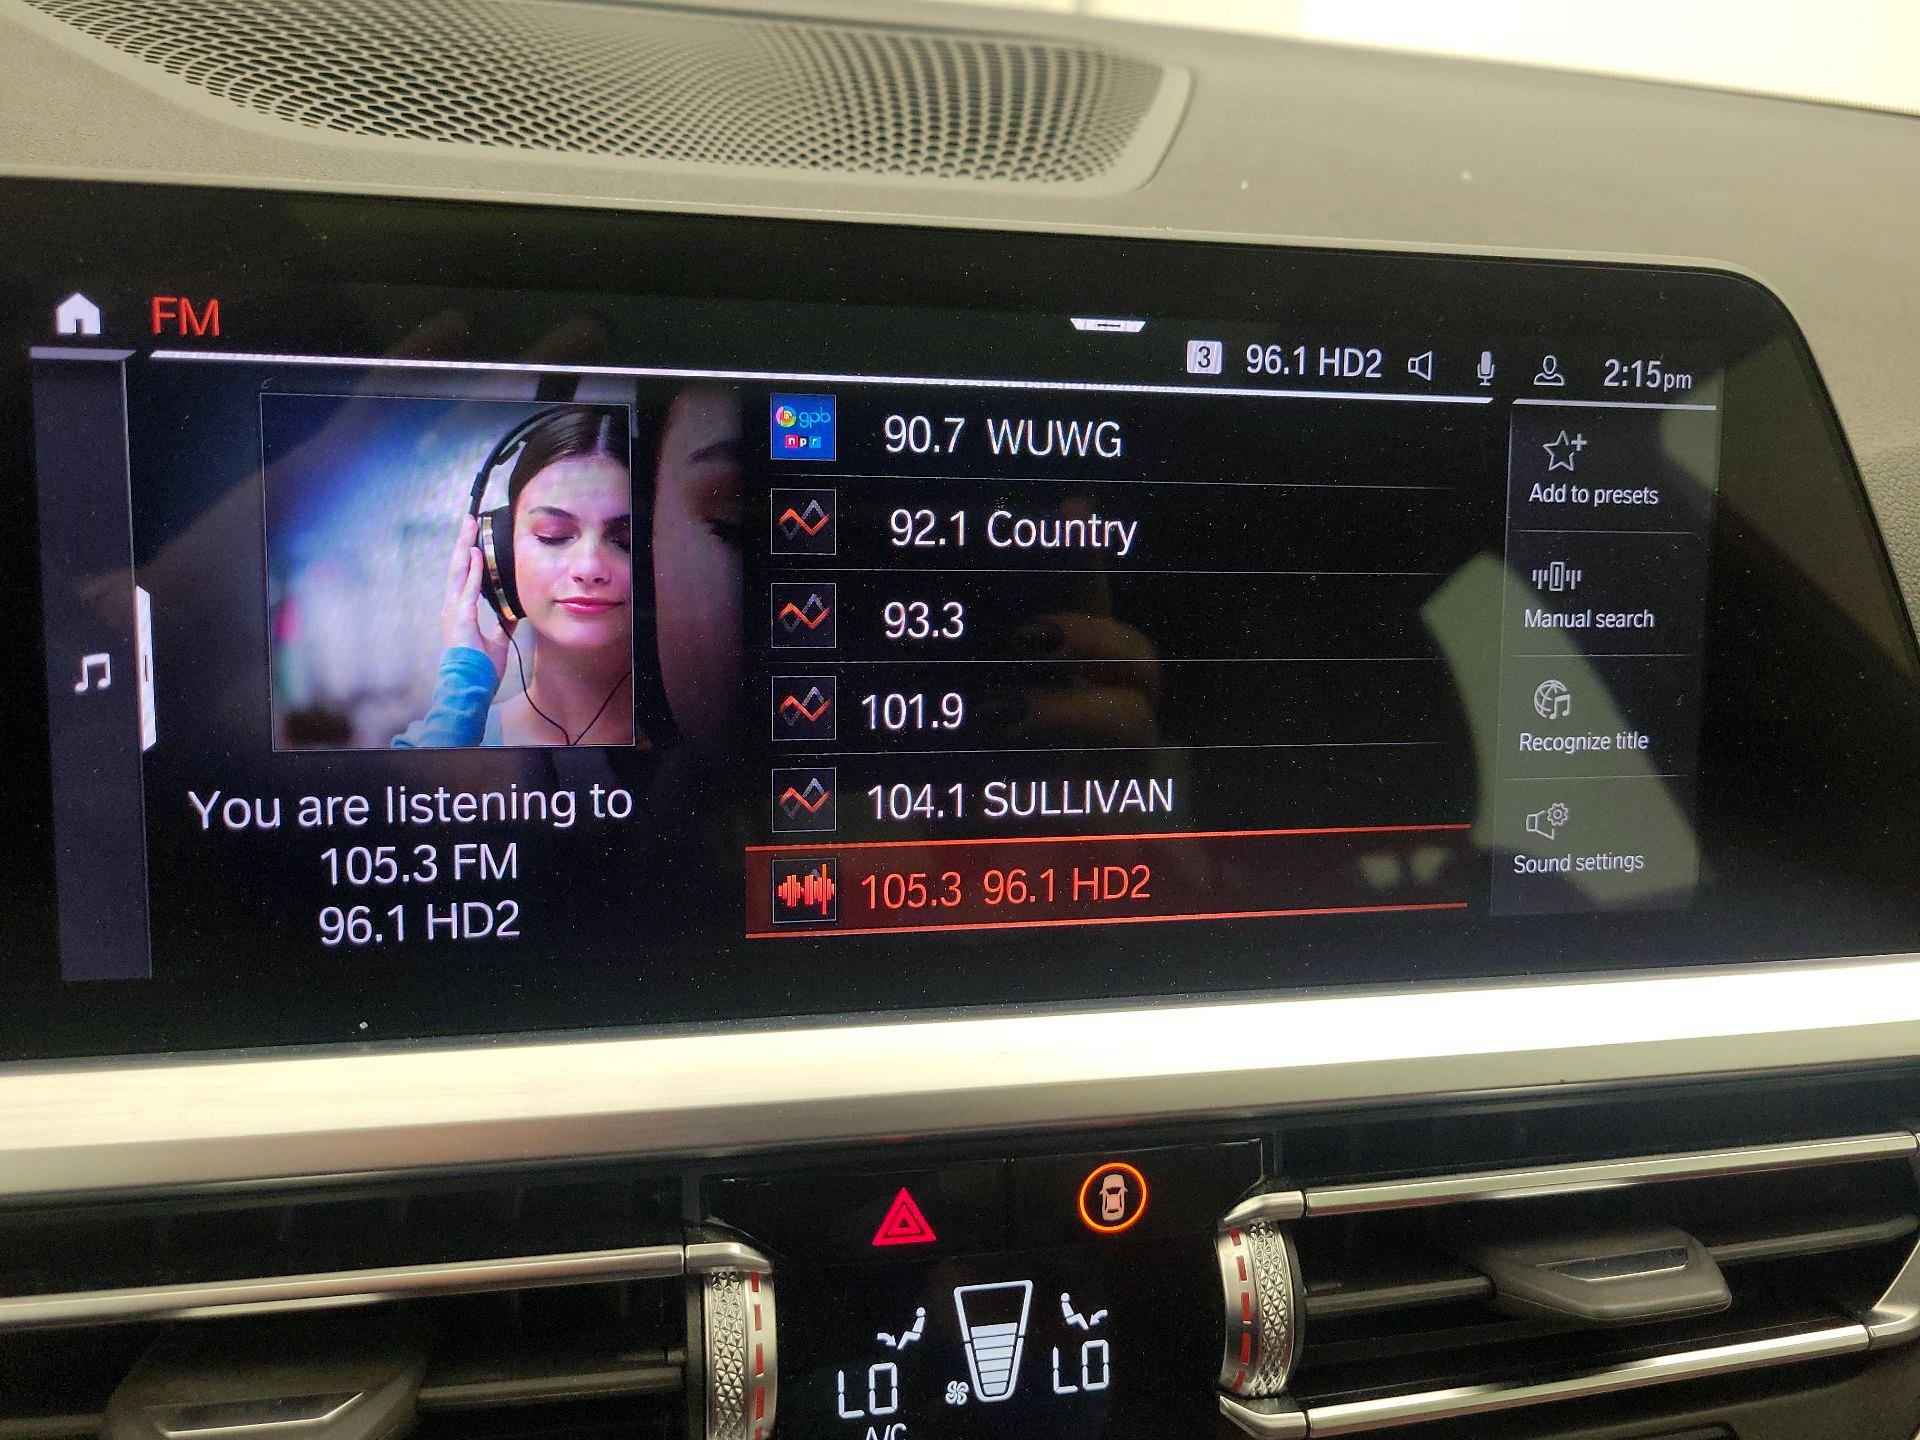 FM
3 96.1 HD2 2:15pm
gpb
npr
90.7 WUWG
92.1 Country
93.3
101.9
104.1 SULLIVAN
105.3 96.1 HD2
You are listening to
105.3 FM
96.1 HD2
Add to presets
Manual search
Recognize title
Sound settings
LO LO
A/C